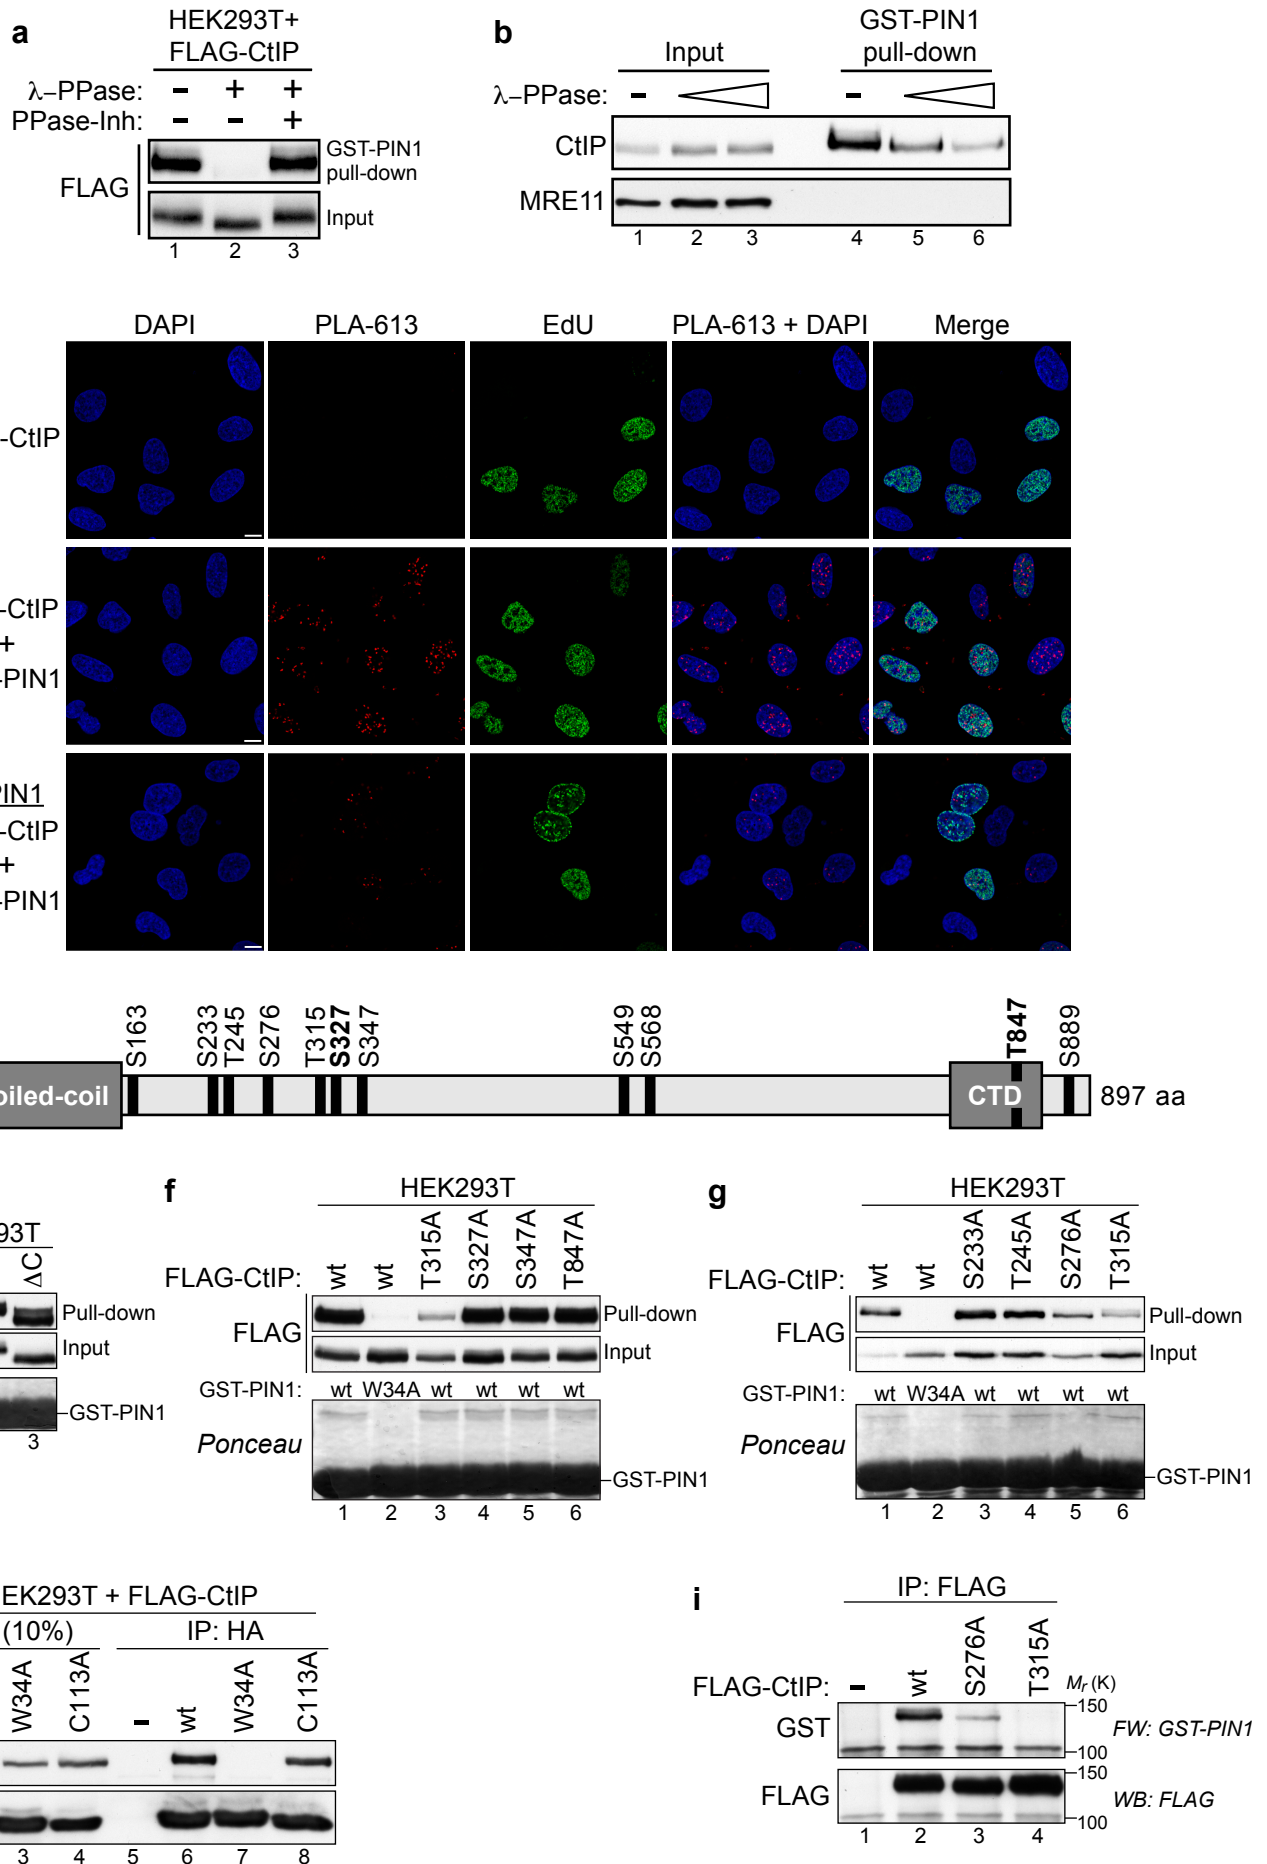 a
HEK293T+
FLAG-CtIP
λ–PPase: - + +
PPase-Inh: - - +
FLAG
GST-PIN1
pull-down
Input
1 2 3
b
Input
GST-PIN1
pull-down
λ–PPase: - -
CtIP
MRE11
1 2 3 4 5 6
DAPI PLA-613 EdU PLA-613 + DAPI Merge
-CtIP
-CtIP
+
-PIN1
PIN1
-CtIP
+
-PIN1
S163 S233 T245 S276 T315 S327 S347 S549 S568 T847 S889
oiled-coil CTD 897 aa
93T
ΔC
Pull-down
Input
GST-PIN1
3
f
HEK293T
FLAG-CtIP: wt wt T315A S327A S347A T847A
FLAG
Pull-down
Input
GST-PIN1: wt W34A wt wt wt wt
Ponceau
GST-PIN1
1 2 3 4 5 6
g
HEK293T
FLAG-CtIP: wt wt S233A T245A S276A T315A
FLAG
Pull-down
Input
GST-PIN1: wt W34A wt wt wt wt
Ponceau
GST-PIN1
1 2 3 4 5 6
EK293T + FLAG-CtIP
(10%) IP: HA
W34A C113A - wt W34A C113A
3 4 5 6 7 8
i
IP: FLAG
FLAG-CtIP: - wt S276A T315A Mr (K)
GST
150
100
FW: GST-PIN1
FLAG
150
100
WB: FLAG
1 2 3 4